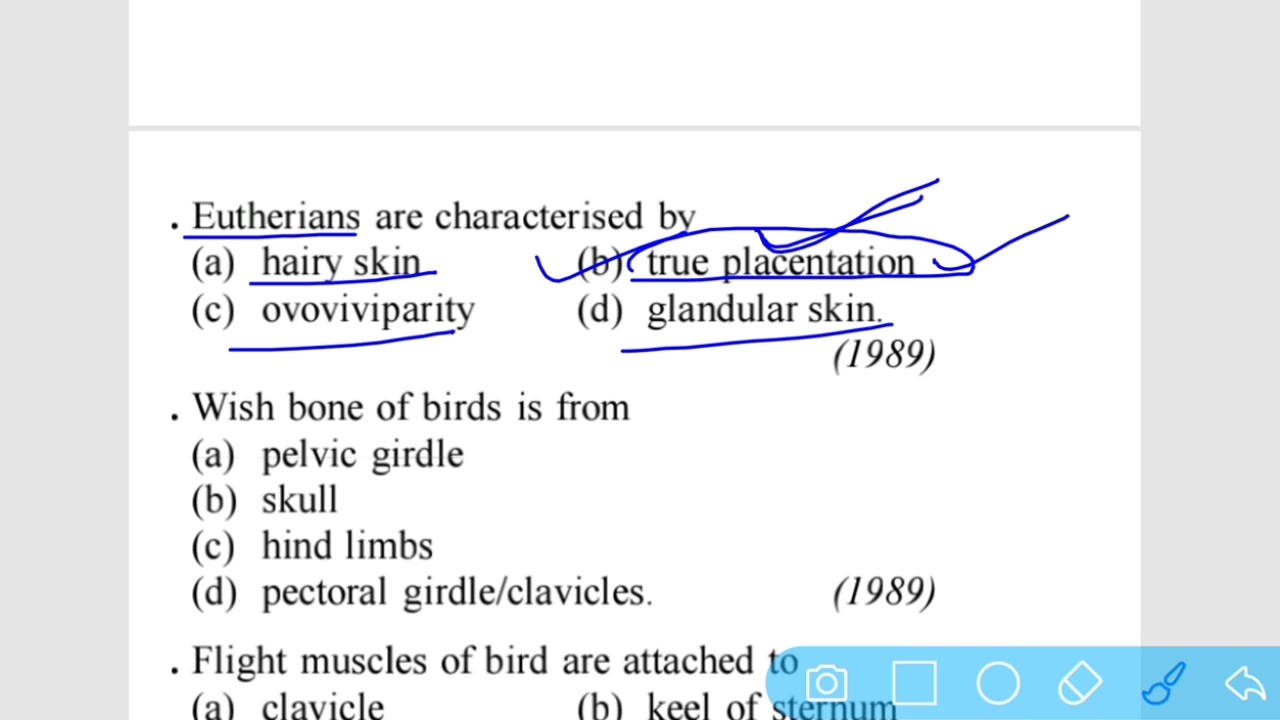 . Eutherians are characterised by
(a) hairy skin (b) true placentation
(c) ovoviviparity (d) glandular skin.
(1989)
. Wish bone of birds is from
(a) pelvic girdle
(b) skull
(c) hind limbs
(d) pectoral girdle/clavicles. (1989)
. Flight muscles of bird are attached to
(a) clavicle (b) keel of sternum